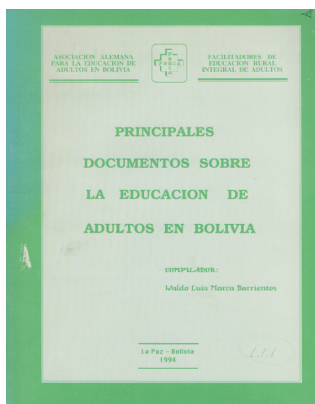 ASOCIACION ALEMANA
PARA LA EDUCACION DE
ADULTOS EN BOLIVIA
FACILITADORES DE
EDUCACION RURAL
INTEGRAL DE ADULTOS
PRINCIPALES
DOCUMENTOS SOBRE
LA EDUCACION DE
ADULTOS EN BOLIVIA
COMPILADOR:
Waldo Luis Marca Barrientos
La Paz - Bolivia
1994